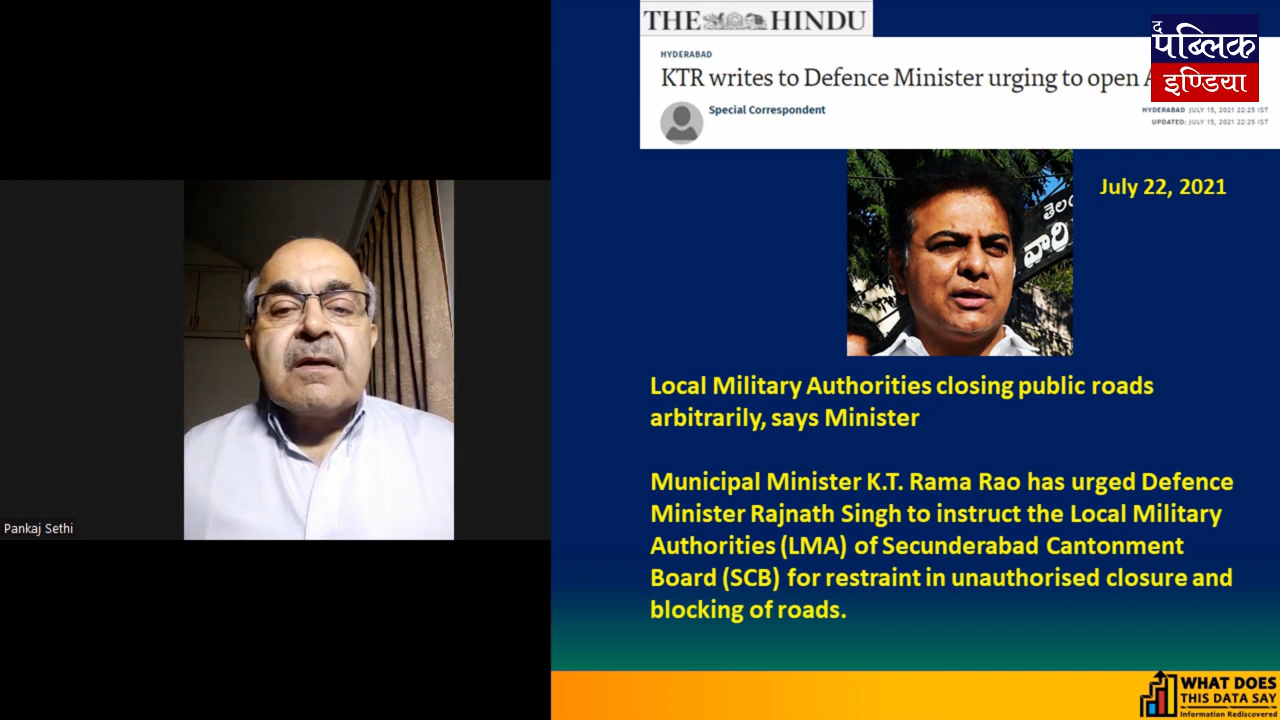 Pankaj Sethi
THE HINDU
HYDERABAD
KTR writes to Defence Minister urging to open
Special Correspondent
HYDERABAD JULY 15, 2021 22:25 IST
UPDATED: JULY 15, 2021 22:25 IST
द
पब्लिक
इण्डिया
July 22, 2021
Local Military Authorities closing public roads
arbitrarily, says Minister
Municipal Minister K.T. Rama Rao has urged Defence
Minister Rajnath Singh to instruct the Local Military
Authorities (LMA) of Secunderabad Cantonment
Board (SCB) for restraint in unauthorised closure and
blocking of roads.
WHAT DOES
THIS DATA SAY
Information Rediscovered